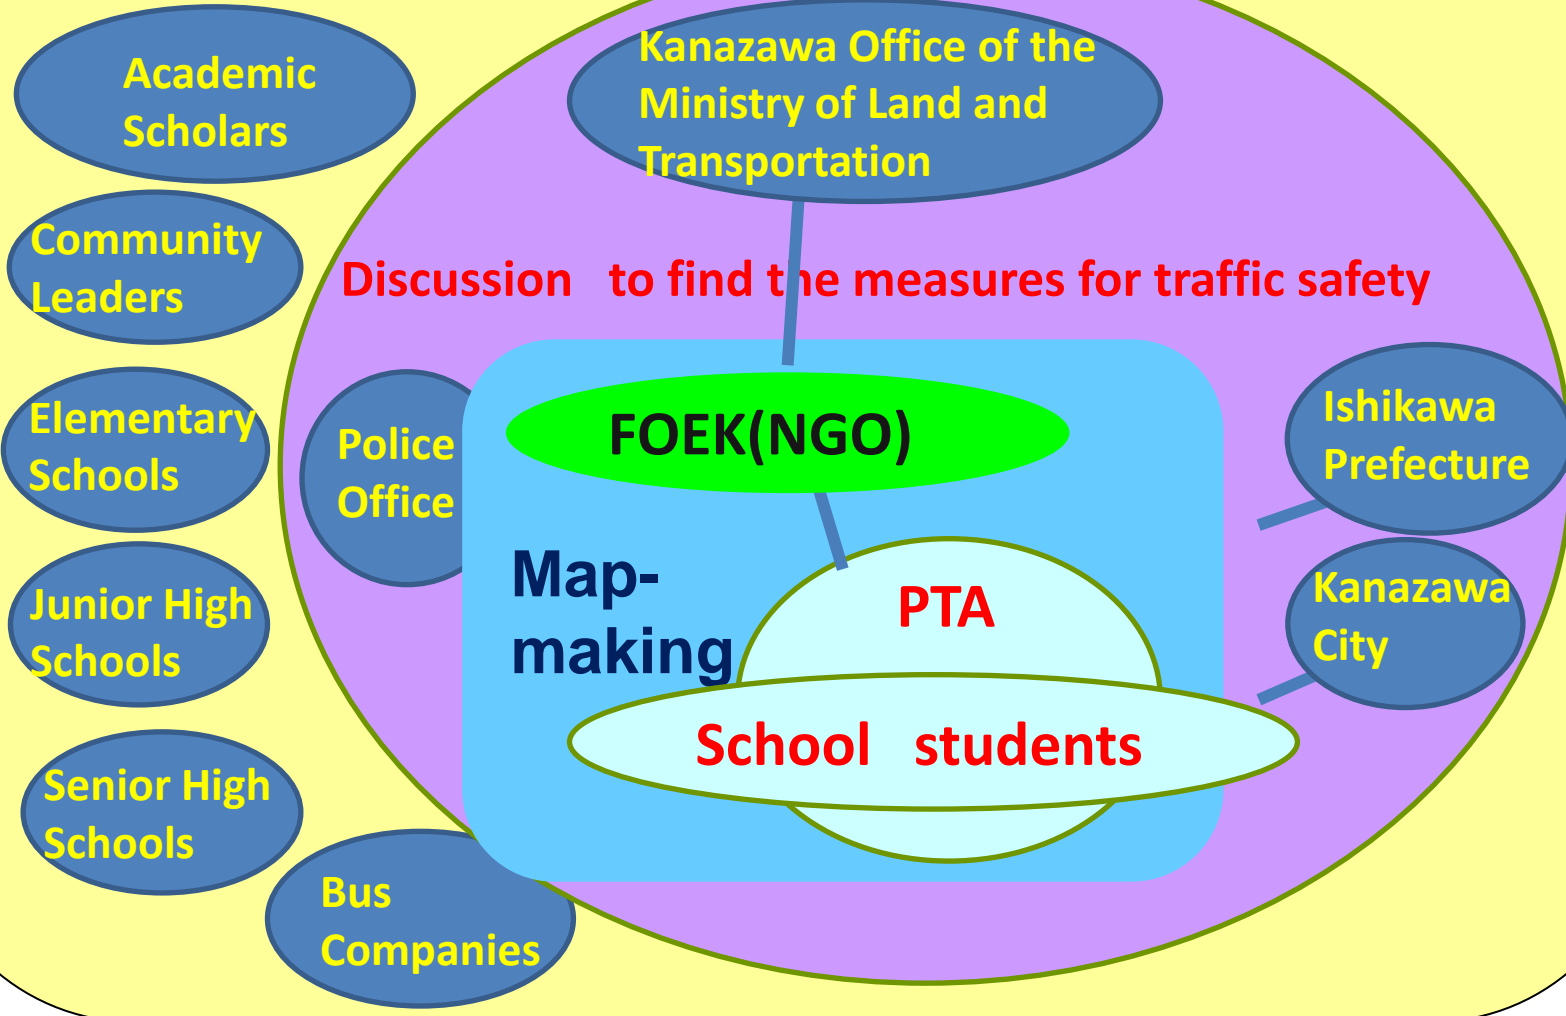 Academic
Scholars
Kanazawa Office of the
Ministry of Land and
Transportation
Community
Leaders
Discussion to find the measures for traffic safety
Elementary
Schools
Police
Office
FOEK(NGO)
Ishikawa
Prefecture
Map-
making
PTA
Kanazawa
City
Junior High
Schools
School students
Senior High
Schools
Bus
Companies